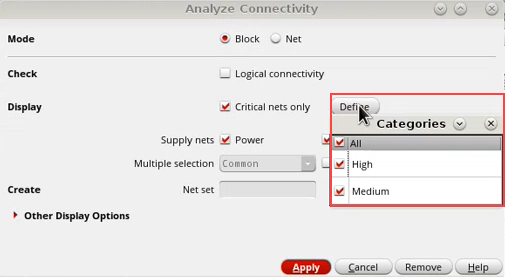 Analyze Connectivity
Mode Block Net
Check Logical connectivity
Display Critical nets only Define
Categories
Supply nets Power
All
Multiple selection Common
High
Create Net set
Medium
Other Display Options
Apply Cancel Remove Help